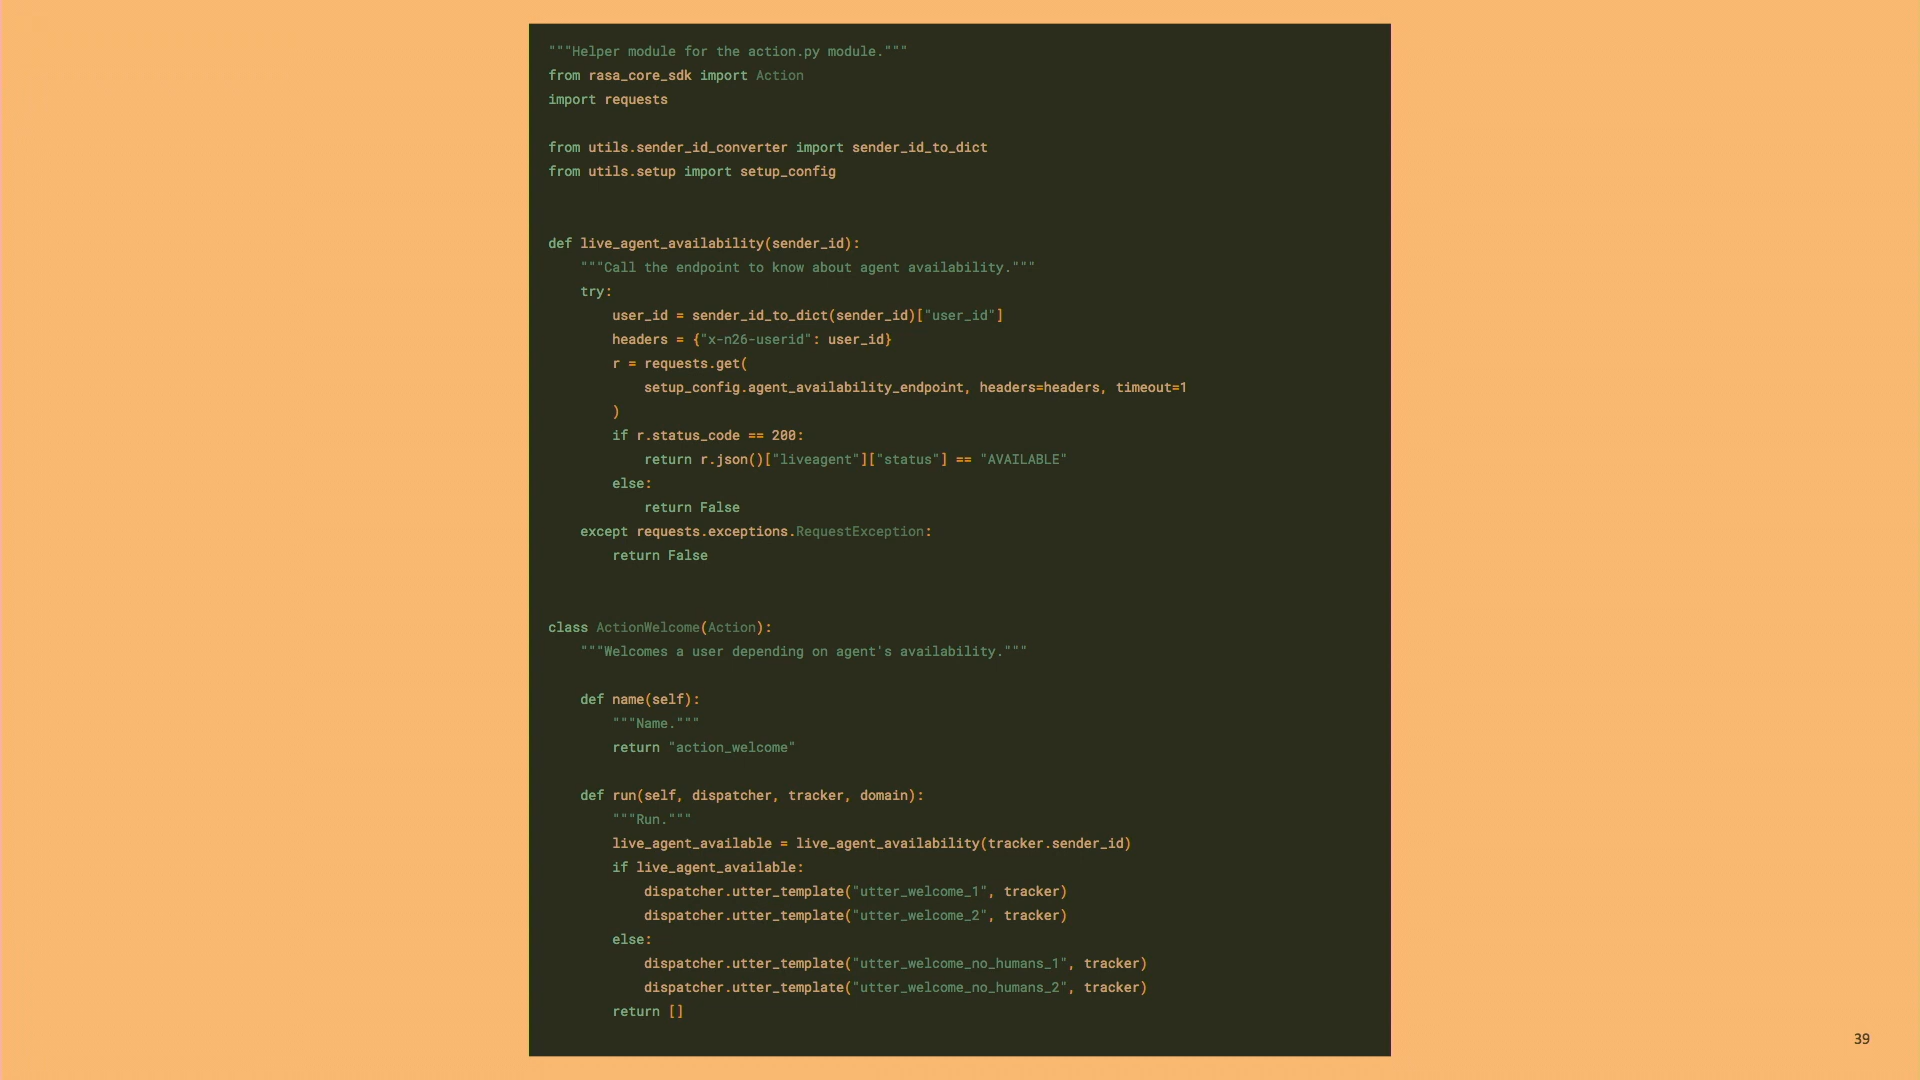 """Helper module for the action.py module."""
from rasa_core_sdk import Action
import requests

from utils.sender_id_converter import sender_id_to_dict
from utils.setup import setup_config


def live_agent_availability(sender_id):
    """Call the endpoint to know about agent availability."""
    try:
        user_id = sender_id_to_dict(sender_id)["user_id"]
        headers = {"x-n26-userid": user_id}
        r = requests.get(
            setup_config.agent_availability_endpoint, headers=headers, timeout=1
        )
        if r.status_code == 200:
            return r.json()["liveagent"]["status"] == "AVAILABLE"
        else:
            return False
    except requests.exceptions.RequestException:
        return False


class ActionWelcome(Action):
    """Welcomes a user depending on agent's availability."""

    def name(self):
        """Name."""
        return "action_welcome"

    def run(self, dispatcher, tracker, domain):
        """Run."""
        live_agent_available = live_agent_availability(tracker.sender_id)
        if live_agent_available:
            dispatcher.utter_template("utter_welcome_1", tracker)
            dispatcher.utter_template("utter_welcome_2", tracker)
        else:
            dispatcher.utter_template("utter_welcome_no_humans_1", tracker)
            dispatcher.utter_template("utter_welcome_no_humans_2", tracker)
        return []
39